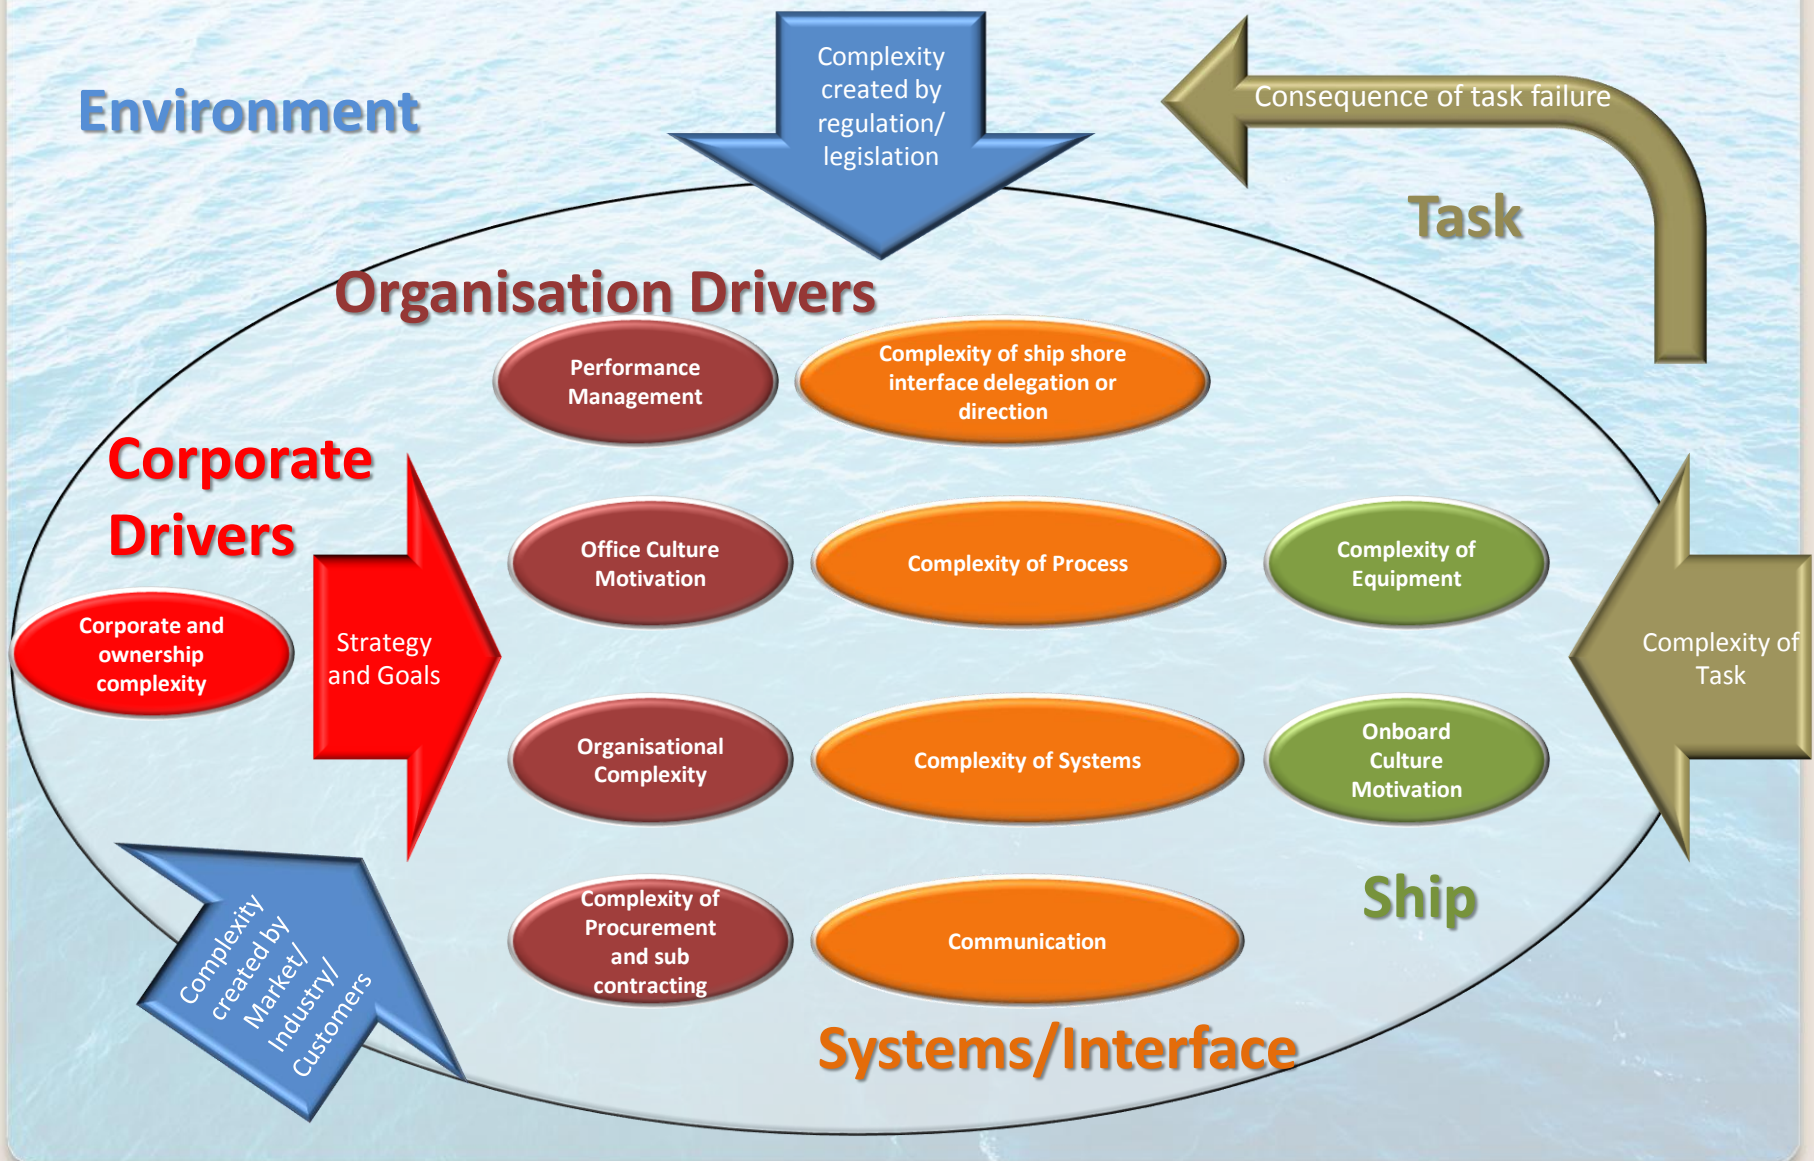 Complexity
created by
regulation/
legislation
Environment
Consequence of task failure
Task
Organisation Drivers
Performance
Management
Complexity of ship shore
interface delegation or
direction
Corporate
Drivers
Office Culture
Motivation
Complexity of Process
Complexity of
Equipment
Corporate and
ownership
complexity
Strategy
and Goals
Complexity of
Task
Organisational
Complexity
Complexity of Systems
Onboard
Culture
Motivation
Ship
Complexity
created by
Market/
Industry/
Customers
Complexity of
Procurement
and sub
contracting
Communication
Systems/Interface